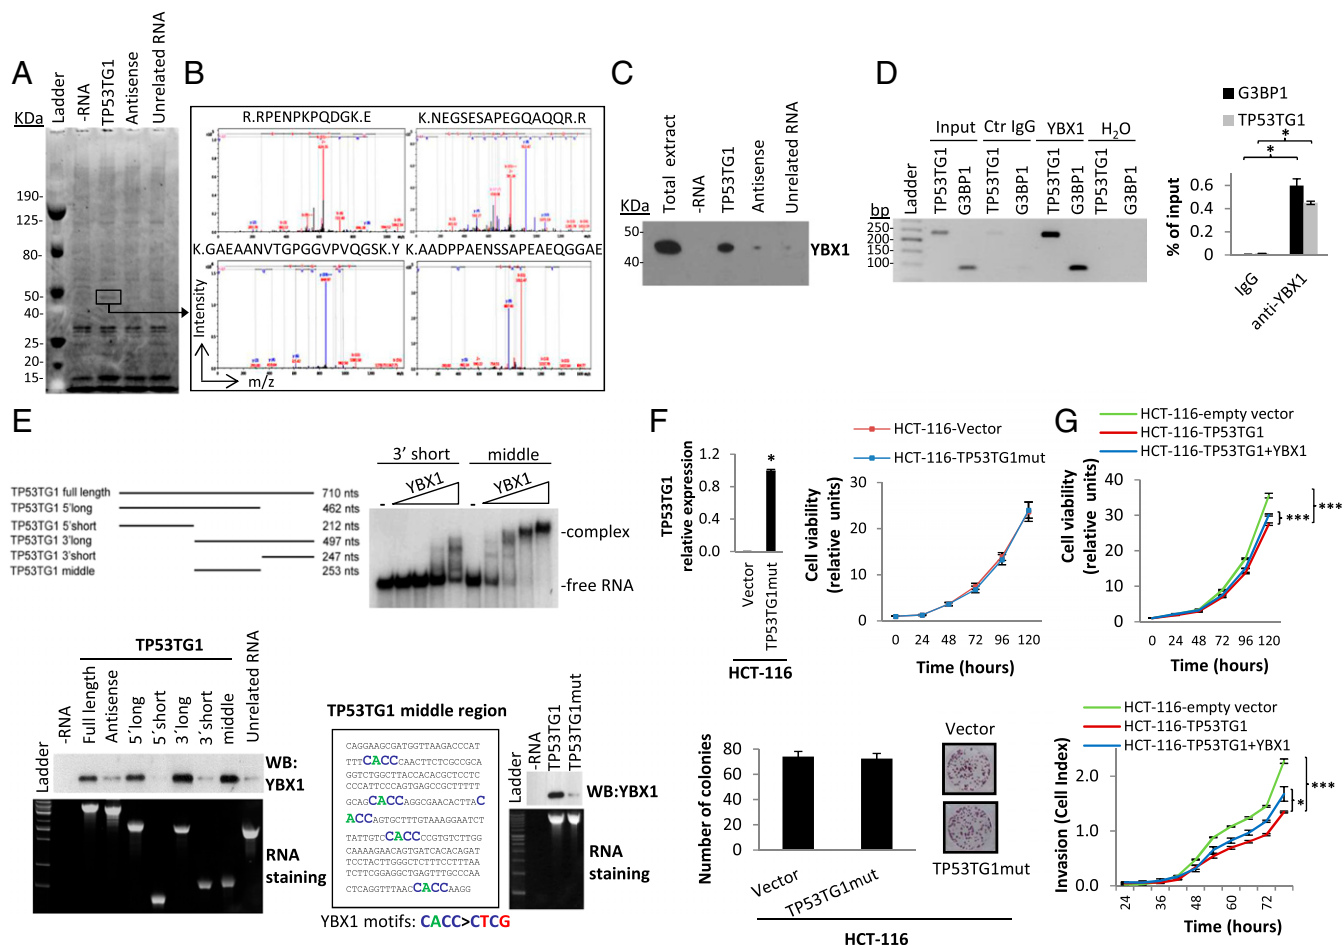 A
Ladder
-RNA
TP53TG1
Antisense
Unrelated RNA
KDa
190-
125-
80-
50-
40-
25-
20-
15-
B
R.RPENPKPQDGK.E
K.NEGSESAPEGQAQQR.R
K.GAEAANVTGPGGVPVQGSK.Y
K.AADPPAENSSAPEAEQGGAE
Intensity
m/z
C
Total extract
-RNA
TP53TG1
Antisense
Unrelated RNA
KDa
50
40
YBX1
D
Input
Ctr IgG
YBX1
H2O
Ladder
TP53TG1
G3BP1
TP53TG1
G3BP1
TP53TG1
G3BP1
TP53TG1
G3BP1
bp
250
200
150
100
G3BP1
TP53TG1
*
*
% of input
0.6
0.4
0.2
0
IgG
anti-YBX1
E
TP53TG1 full length 710 nts
TP53TG1 5'long 462 nts
TP53TG1 5'short 212 nts
TP53TG1 3'long 497 nts
TP53TG1 3'short 247 nts
TP53TG1 middle 253 nts
3' short
middle
YBX1
YBX1
-
-
-complex
-free RNA
TP53TG1
Ladder
-RNA
Full length
Antisense
5´long
5´short
3´long
3´short
middle
Unrelated RNA
WB:
YBX1
RNA
staining
TP53TG1 middle region
CAGGAAGCGATGGTTAAGACCCAT
TTTCACCCAACTTCTCGCCGCA
GTCTGGCTTACCACACGCTCCTC
CCCATTCCCAGTGAGCCTGCTTC
GCAGCACCAGGCGAACACTTAC
ACCCAGTGCTTTGTAAAGGAATCT
TATTGTCCACCCCGTGTCTTGG
CAAAAGAACAGTGATCACACAGAT
TCCTACTTGGGCTCTTTCCTTTAA
TCTTCGGAGGCTGAGTTTGCCCAA
CTCAGGTTTAACCACCAAGG
YBX1 motifs: CACC>CTCG
Ladder
-RNA
TP53TG1
TP53TG1mut
WB:YBX1
RNA
staining
F
TP53TG1
relative expression
1.2
0.8
0.4
0.0
*
Vector
TP53TG1mut
HCT-116
HCT-116-Vector
HCT-116-TP53TG1mut
Cell viability
(relative units)
30
20
10
0
0 24 48 72 96 120
Time (hours)
Number of colonies
80
60
40
20
0
Vector
TP53TG1mut
Vector
TP53TG1mut
HCT-116
G
HCT-116-empty vector
HCT-116-TP53TG1
HCT-116-TP53TG1+YBX1
Cell viability
(relative units)
40
30
20
10
0
***
***
0 24 48 72 96 120
Time (hours)
HCT-116-empty vector
HCT-116-TP53TG1
HCT-116-TP53TG1+YBX1
Invasion (Cell Index)
2.0
1.0
0.0
*
***
24 36 48 60 72
Time (hours)